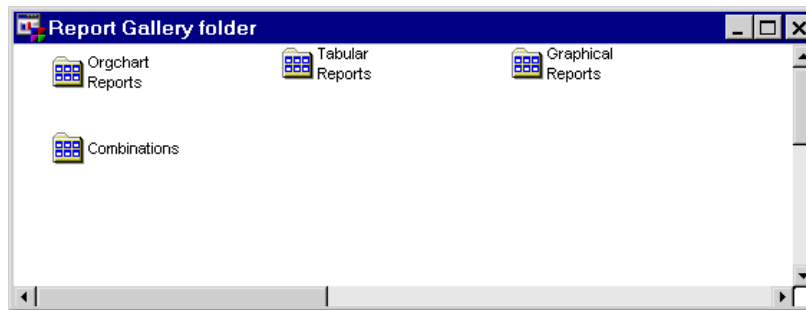 Report Gallery folder
Orgchart
Reports
Tabular
Reports
Graphical
Reports
Combinations